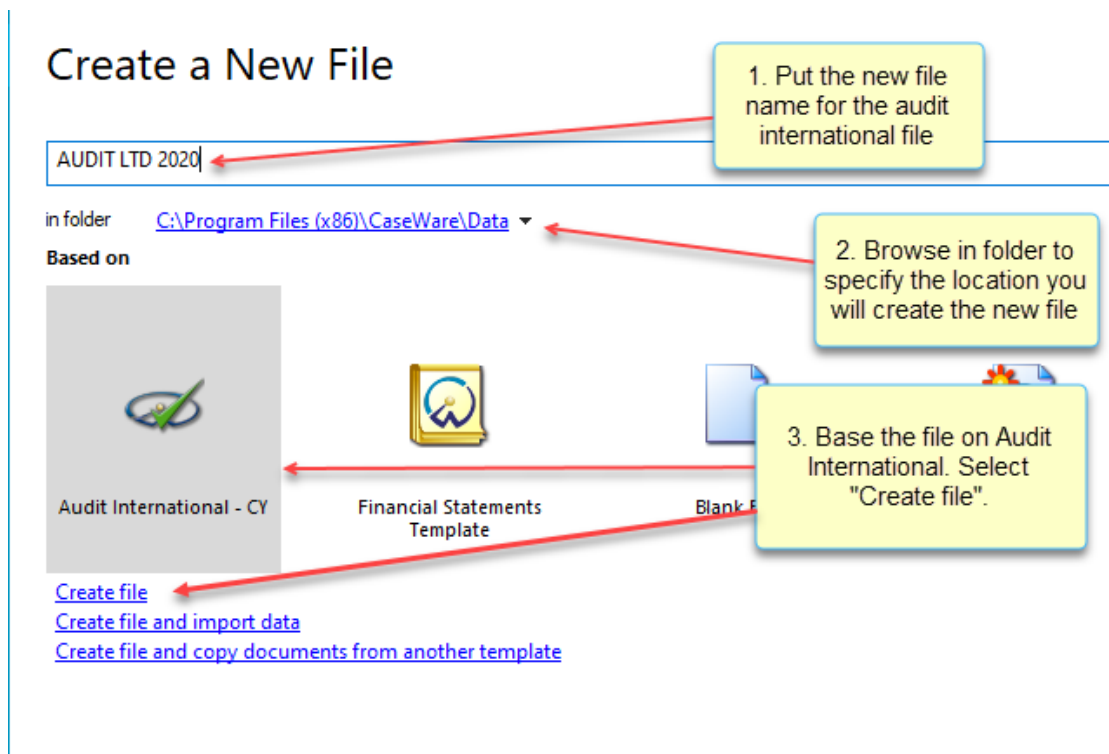 Create a New File
1. Put the new file
name for the audit
international file
AUDIT LTD 2020
in folder C:\Program Files (x86)\CaseWare\Data
Based on
2. Browse in folder to
specify the location you
will create the new file
Audit International - CY
Financial Statements
Template
Blank
3. Base the file on Audit
International. Select
"Create file".
Create file
Create file and import data
Create file and copy documents from another template